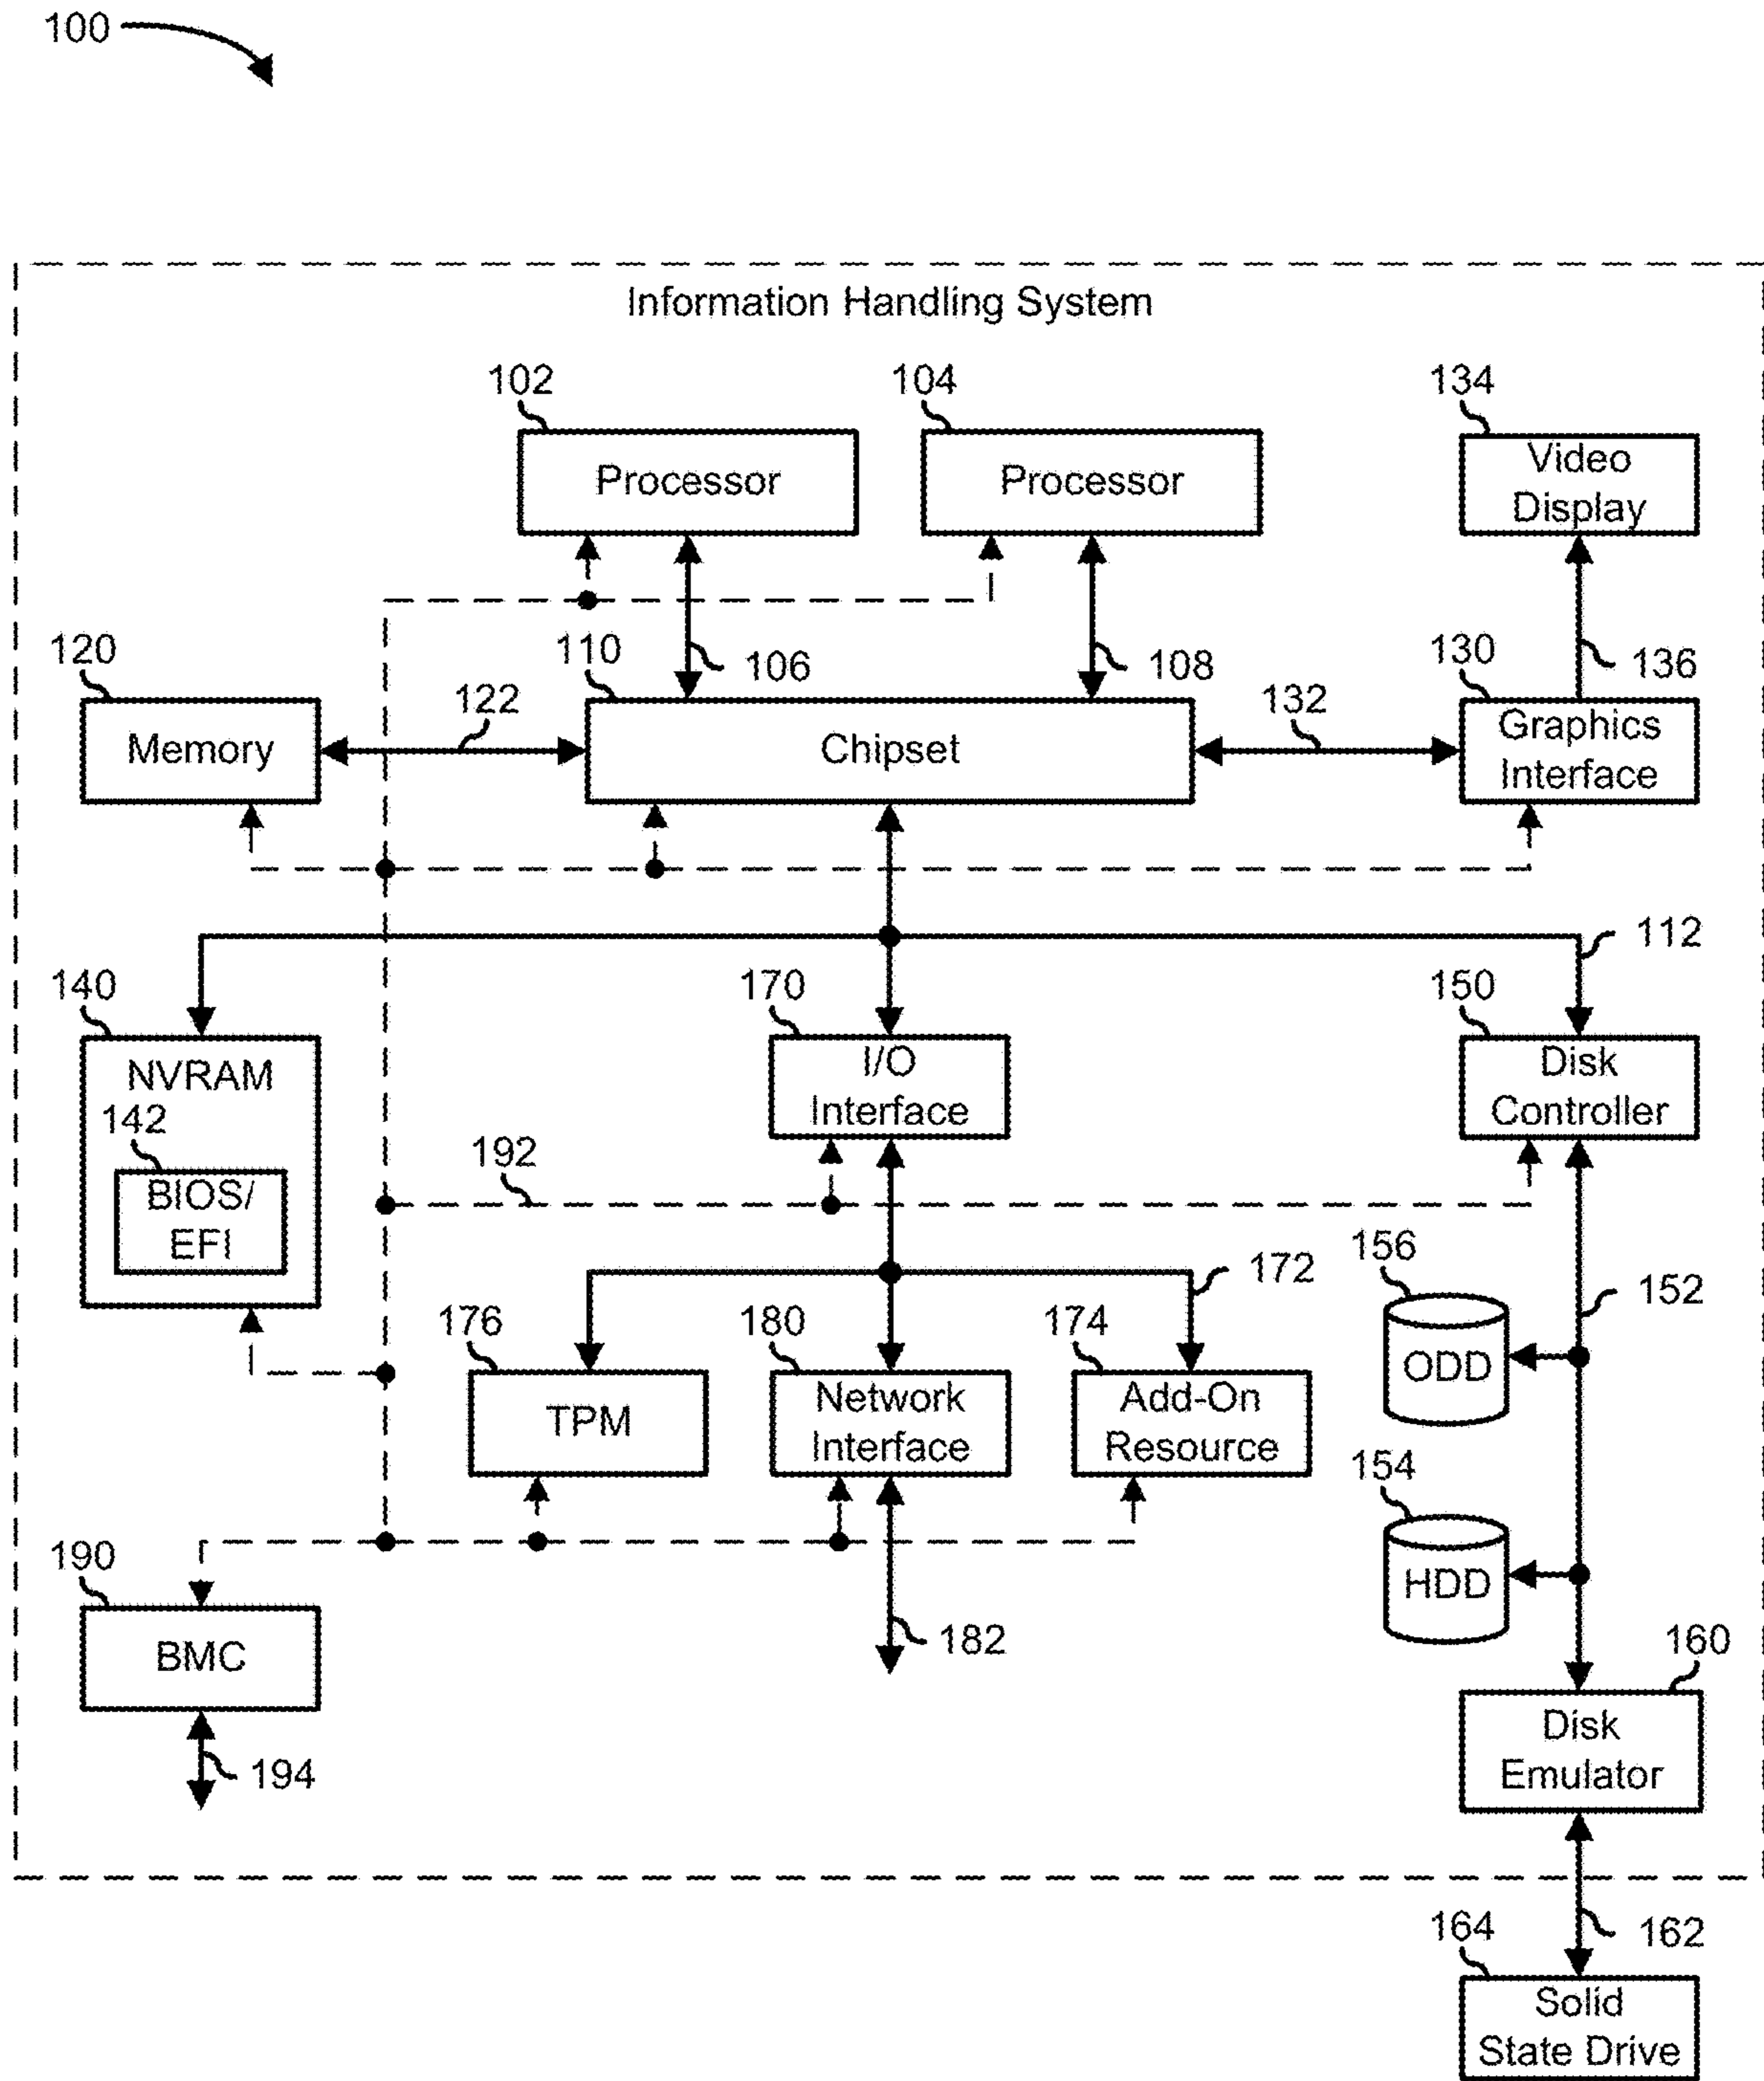 100
Information Handling System
102
104
134
Processor
Processor
Video
Display
120
110
106
108
130
136
122
132
Memory
Chipset
Graphics
Interface
112
140
170
150
NVRAM
I/O
Interface
Disk
Controller
142
BIOS/
EFI
192
156
172
152
176
180
174
ODD
TPM
Network
Interface
Add-On
Resource
154
HDD
190
182
160
BMC
Disk
Emulator
194
164
162
Solid
State Drive